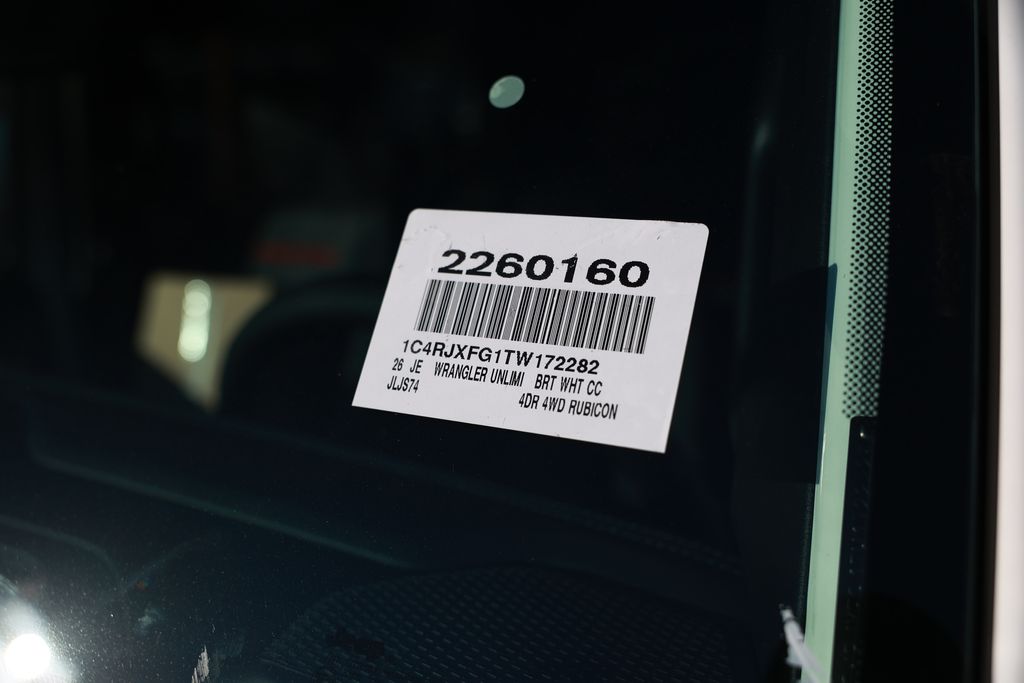 2260160
1C4RJXFG1TW172282
26 JE WRANGLER UNLIMI BRT WHT CC
JLJS74 4DR 4WD RUBICON